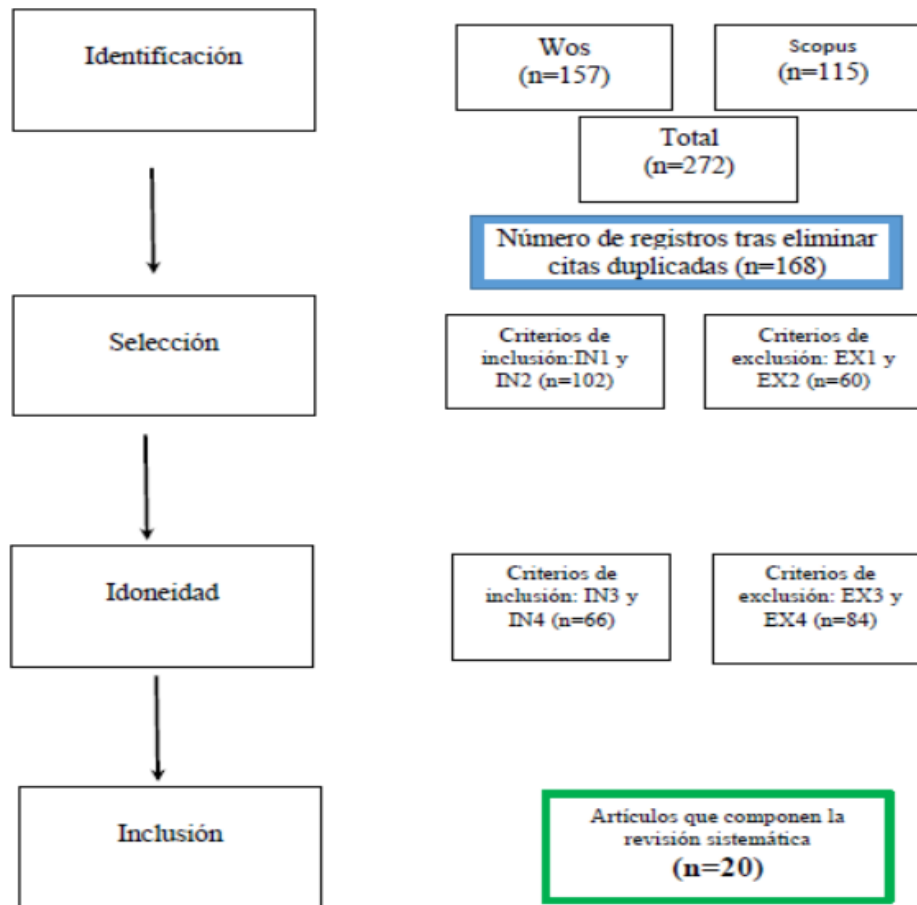 Identificación
Wos
(n=157)
Scopus
(n=115)
Total
(n=272)
Número de registros tras eliminar
citas duplicadas (n=168)
Selección
Criterios de
inclusión:IN1 y
IN2 (n=102)
Criterios de
exclusión: EX1 y
EX2 (n=60)
Idoneidad
Criterios de
inclusión: IN3 y
IN4 (n=66)
Criterios de
exclusión: EX3 y
EX4 (n=84)
Inclusión
Artículos que componen la
revisión sistemática
(n=20)